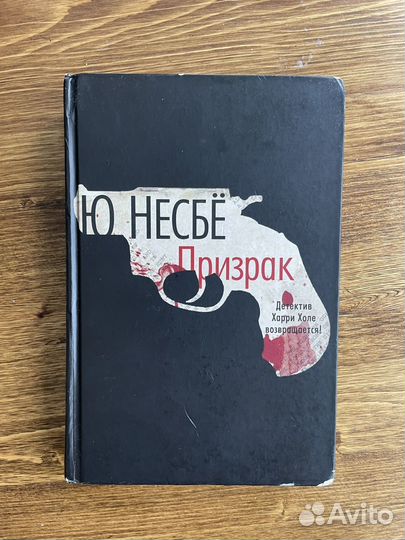 Ю НЕСБЁ
Призрак
Детектив
Харри Холе
возвращается!
Avito